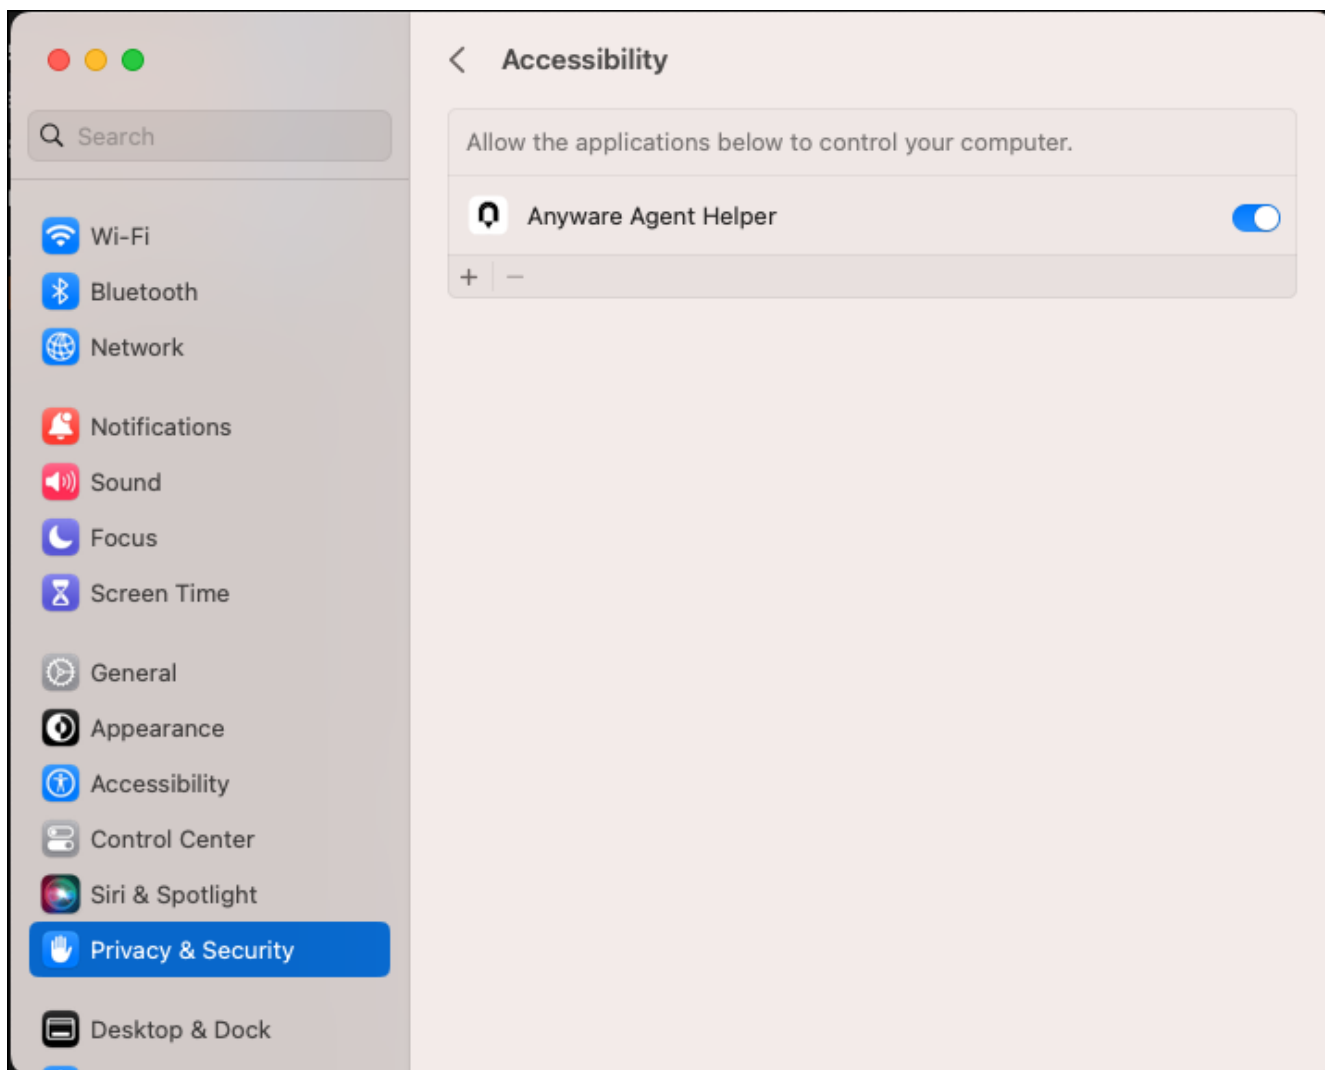 Search
Wi-Fi
Bluetooth
Network
Notifications
Sound
Focus
Screen Time
General
Appearance
Accessibility
Control Center
Siri & Spotlight
Privacy & Security
Desktop & Dock
Accessibility
Allow the applications below to control your computer.
Anyware Agent Helper